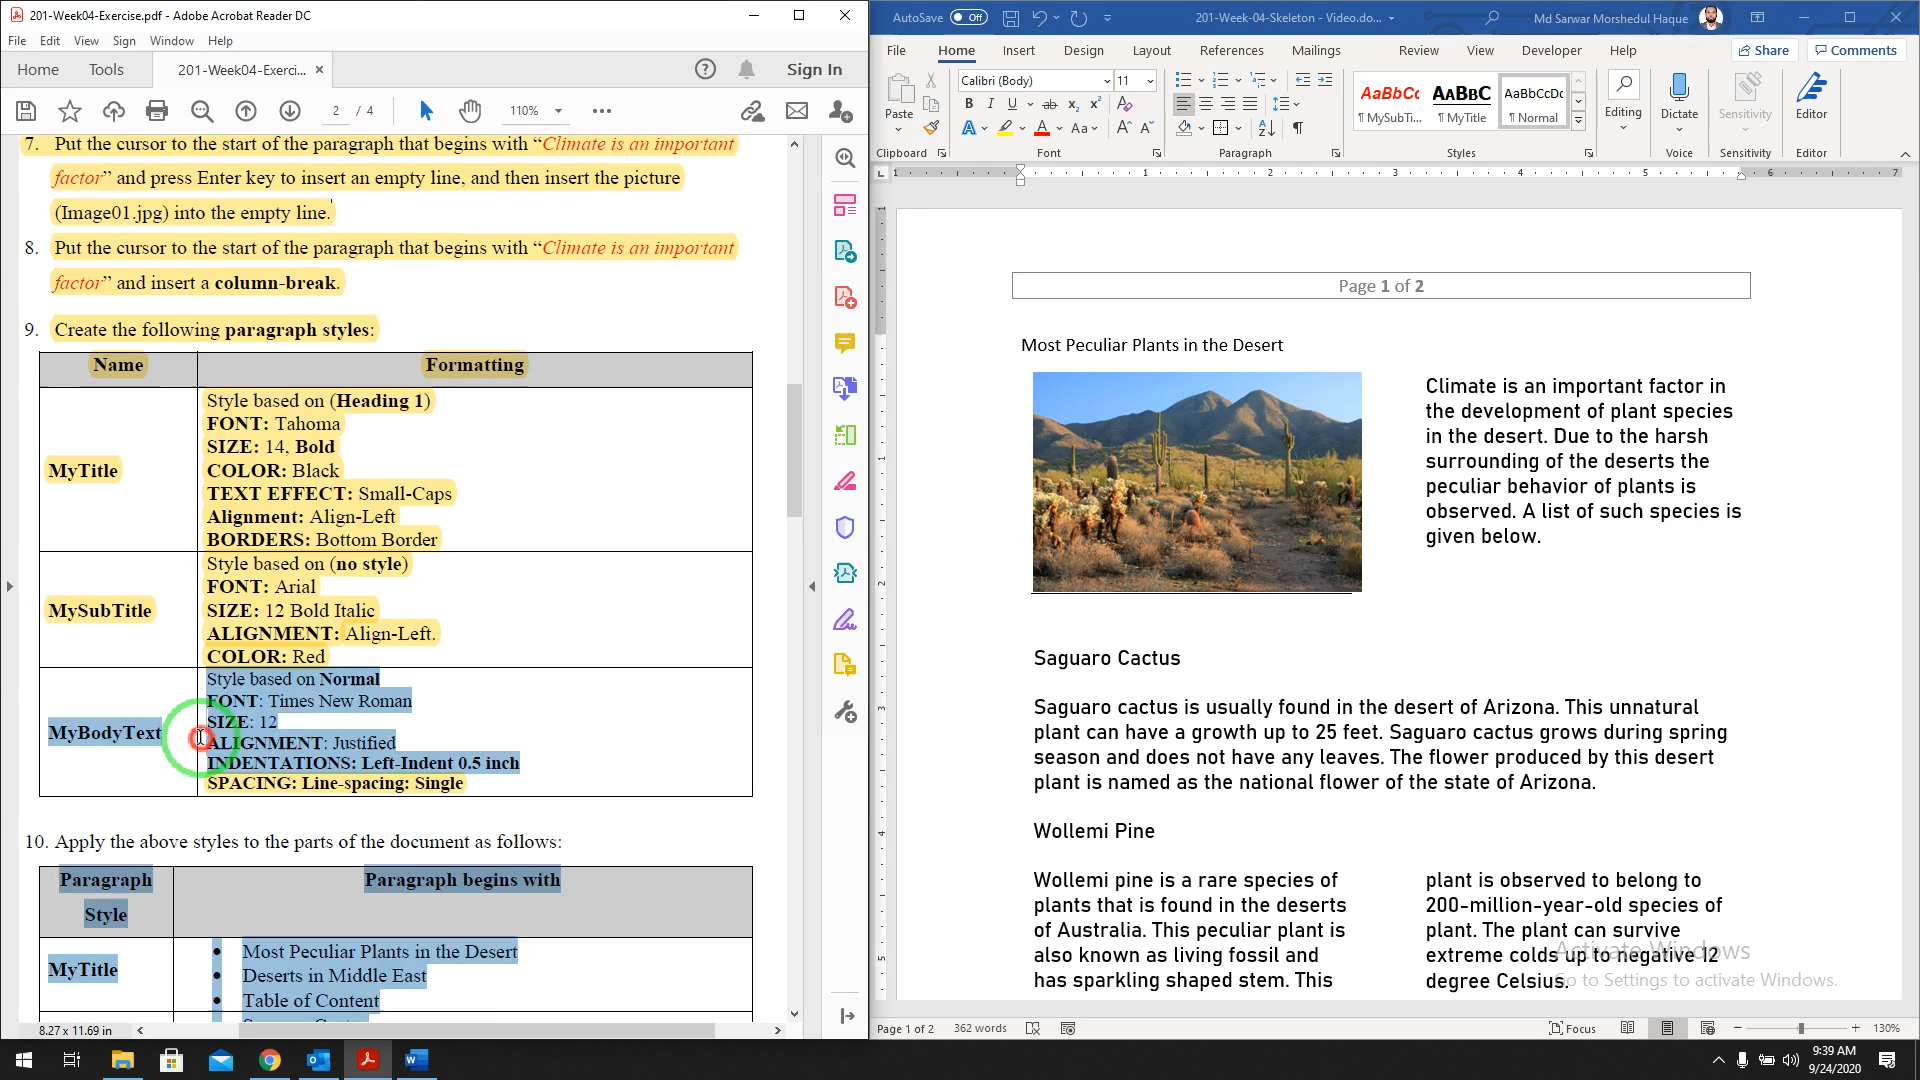 201-Week04-Exercise.pdf - Adobe Acrobat Reader DC
File Edit View Sign Window Help
Home Tools 201-Week04-Exerci... × Sign In
2 / 4 110%
7. Put the cursor to the start of the paragraph that begins with “Climate is an important
factor” and press Enter key to insert an empty line, and then insert the picture
(Image01.jpg) into the empty line.
8. Put the cursor to the start of the paragraph that begins with “Climate is an important
factor” and insert a column-break.
9. Create the following paragraph styles:
Name Formatting
MyTitle
Style based on (Heading 1)
FONT: Tahoma
SIZE: 14, Bold
COLOR: Black
TEXT EFFECT: Small-Caps
Alignment: Align-Left
BORDERS: Bottom Border
MySubTitle
Style based on (no style)
FONT: Arial
SIZE: 12 Bold Italic
ALIGNMENT: Align-Left.
COLOR: Red
MyBodyText
Style based on Normal
FONT: Times New Roman
SIZE: 12
ALIGNMENT: Justified
INDENTATIONS: Left-Indent 0.5 inch
SPACING: Line-spacing: Single
10. Apply the above styles to the parts of the document as follows:
Paragraph
Style
Paragraph begins with
MyTitle
• Most Peculiar Plants in the Desert
• Deserts in Middle East
• Table of Content
8.27 x 11.69 in
AutoSave Off 201-Week-04-Skeleton - Video.do... Md Sarwar Morshedul Haque
File Home Insert Design Layout References Mailings Review View Developer Help Share Comments
Calibri (Body) 11
Paste
AaBbCc AaBbC AaBbCcDc
¶ MySubTi... ¶ MyTitle ¶ Normal
Editing Dictate Sensitivity Editor
Clipboard Font Paragraph Styles Voice Sensitivity Editor
1 1 2 3 4 5 6 7
Page 1 of 2
Most Peculiar Plants in the Desert
Climate is an important factor in
the development of plant species
in the desert. Due to the harsh
surrounding of the deserts the
peculiar behavior of plants is
observed. A list of such species is
given below.
Saguaro Cactus
Saguaro cactus is usually found in the desert of Arizona. This unnatural
plant can have a growth up to 25 feet. Saguaro cactus grows during spring
season and does not have any leaves. The flower produced by this desert
plant is named as the national flower of the state of Arizona.
Wollemi Pine
Wollemi pine is a rare species of
plants that is found in the deserts
of Australia. This peculiar plant is
also known as living fossil and
has sparkling shaped stem. This
plant is observed to belong to
200-million-year-old species of
plant. The plant can survive
extreme colds up to negative 12
degree Celsius.
Activate Windows
Go to Settings to activate Windows.
Page 1 of 2 362 words Focus 130%
9:39 AM
9/24/2020